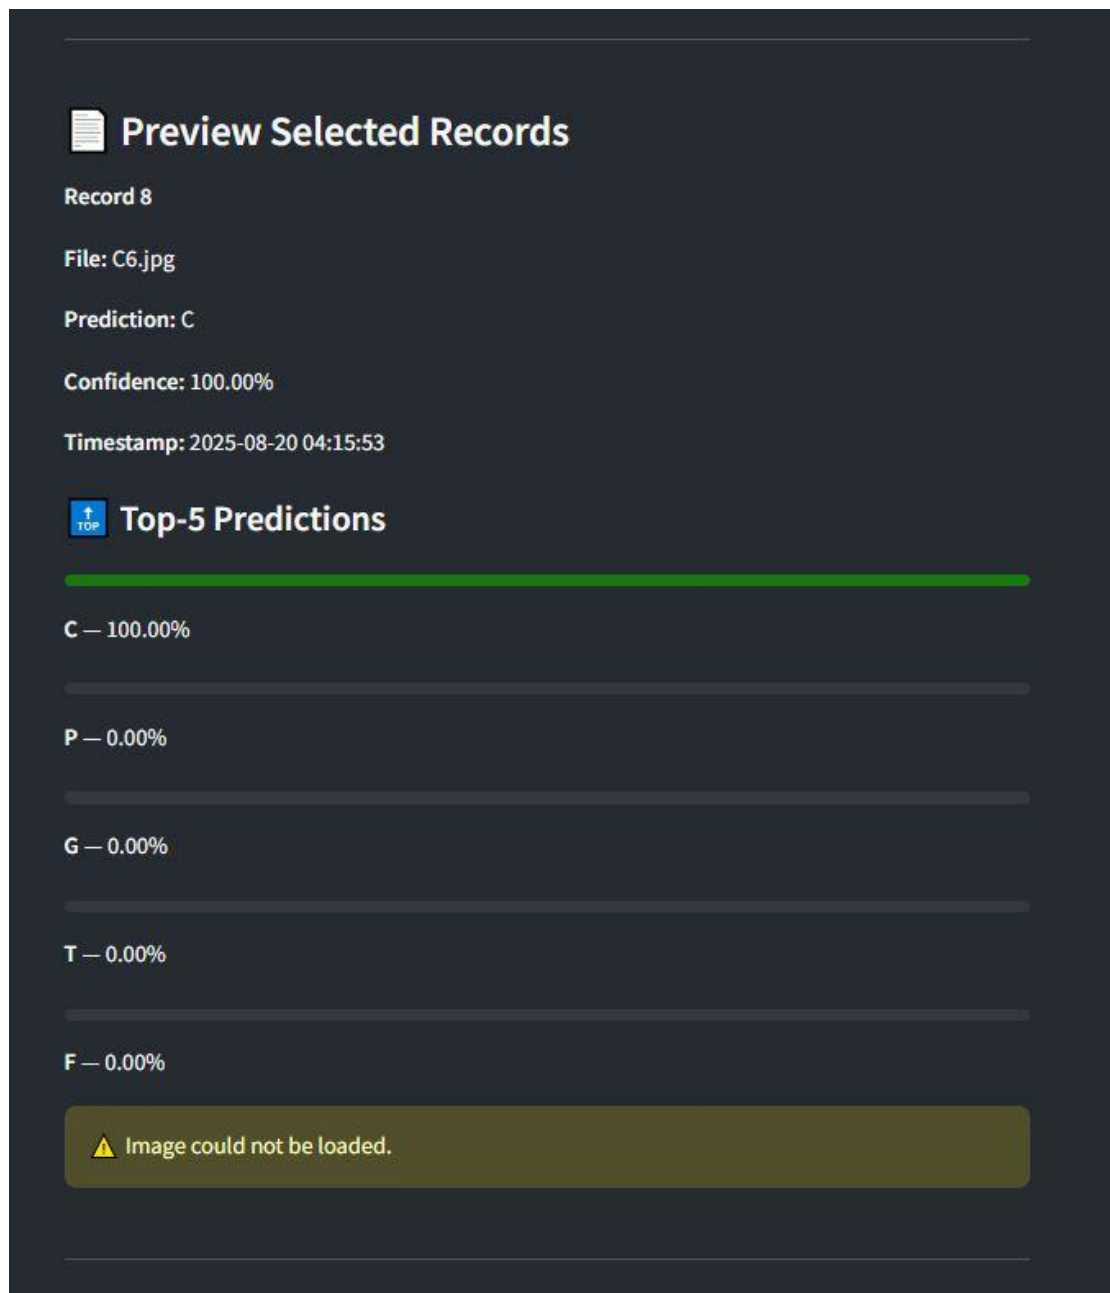 Preview Selected Records
Record 8
File: C6.jpg
Prediction: C
Confidence: 100.00%
Timestamp: 2025-08-20 04:15:53
TOP Top-5 Predictions
C — 100.00%
P — 0.00%
G — 0.00%
T — 0.00%
F — 0.00%
Image could not be loaded.